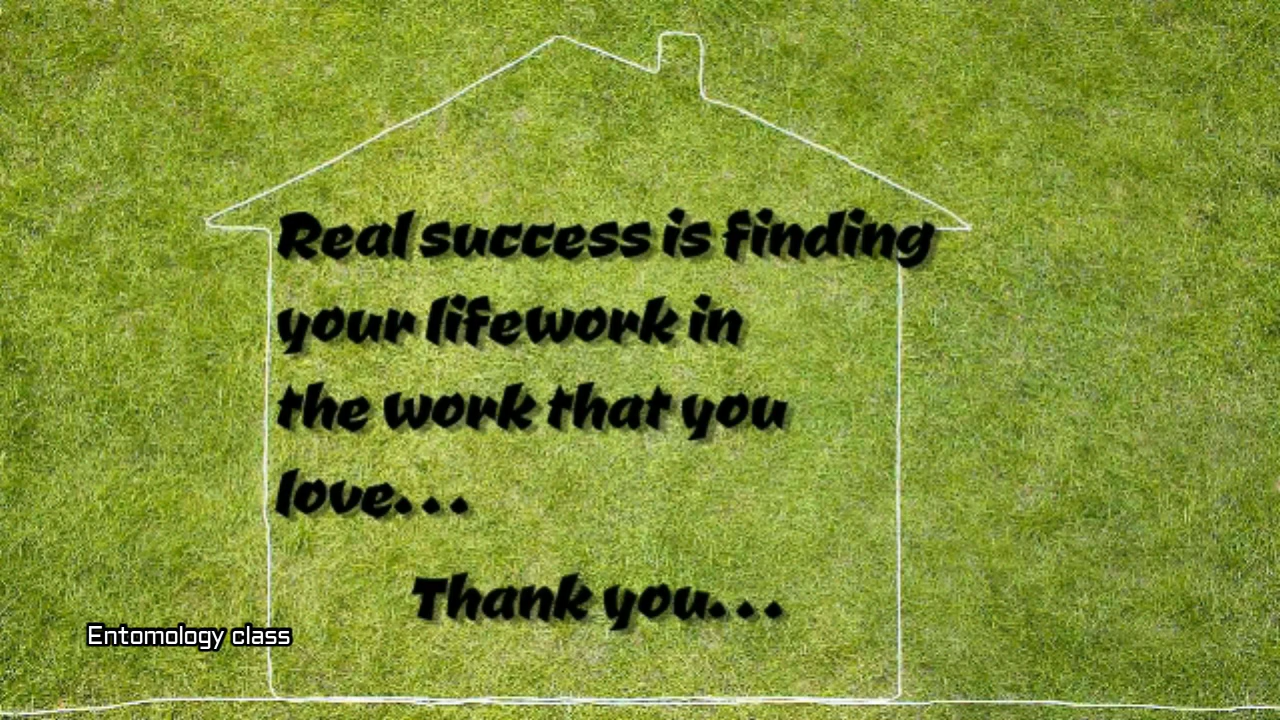 Real success is finding
your lifework in
the work that you
love...
Thank you...
Entomology class